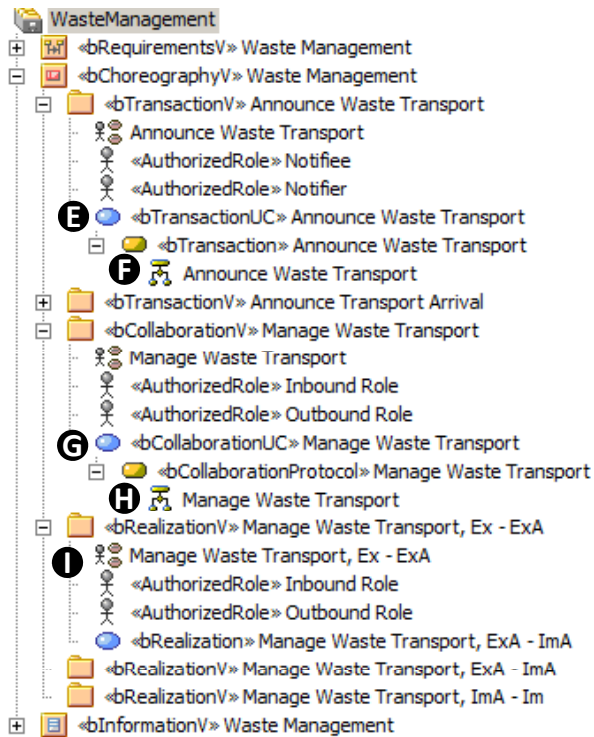 WasteManagement
«bRequirementsV» Waste Management
«bChoreographyV» Waste Management
«bTransactionV» Announce Waste Transport
Announce Waste Transport
«AuthorizedRole» Notifiee
«AuthorizedRole» Notifier
E «bTransactionUC» Announce Waste Transport
«bTransaction» Announce Waste Transport
F Announce Waste Transport
«bTransactionV» Announce Transport Arrival
«bCollaborationV» Manage Waste Transport
Manage Waste Transport
«AuthorizedRole» Inbound Role
«AuthorizedRole» Outbound Role
G «bCollaborationUC» Manage Waste Transport
«bCollaborationProtocol» Manage Waste Transport
H Manage Waste Transport
«bRealizationV» Manage Waste Transport, Ex - ExA
I Manage Waste Transport, Ex - ExA
«AuthorizedRole» Inbound Role
«AuthorizedRole» Outbound Role
«bRealization» Manage Waste Transport, ExA - ImA
«bRealizationV» Manage Waste Transport, ExA - ImA
«bRealizationV» Manage Waste Transport, ImA - Im
«bInformationV» Waste Management